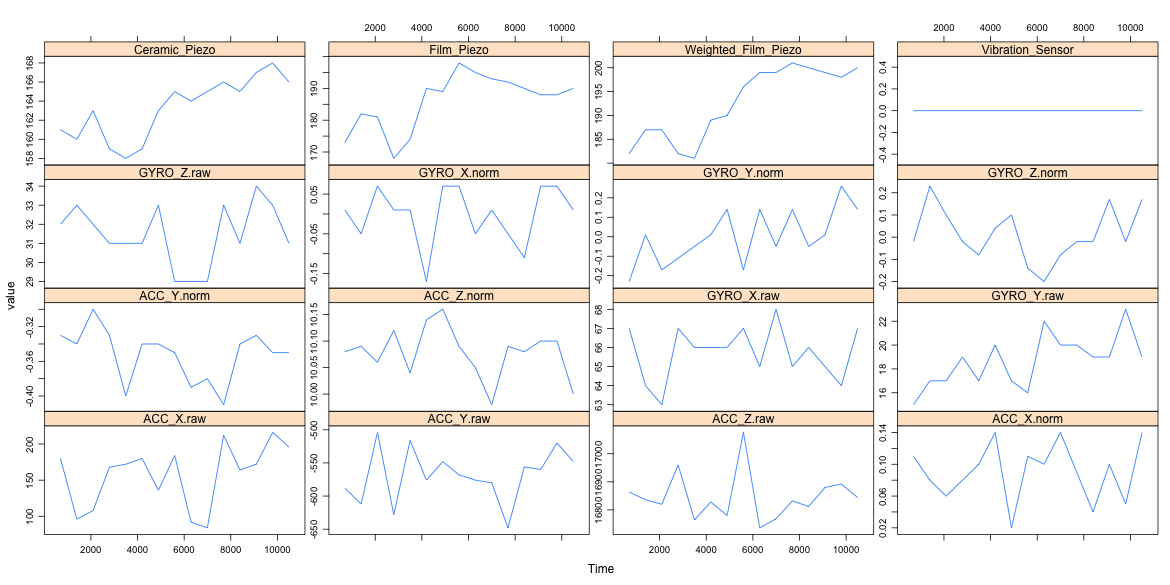 2000 4000 6000 8000 10000 2000 4000 6000 8000 10000
Ceramic_Piezo Film_Piezo Weighted_Film_Piezo Vibration_Sensor
158 160 162 164 166 168 170 180 190 185 190 195 200 -0.4 -0.2 0.0 0.2 0.4
GYRO_Z.raw GYRO_X.norm GYRO_Y.norm GYRO_Z.norm
29 30 31 32 33 34 -0.15 -0.05 0.05 -0.2 -0.1 0.0 0.1 0.2 -0.2 -0.1 0.0 0.1 0.2
ACC_Y.norm ACC_Z.norm GYRO_X.raw GYRO_Y.raw
-0.40 -0.36 -0.32 10.00 10.05 10.10 10.15 63 64 65 66 67 68 16 18 20 22
value
ACC_X.raw ACC_Y.raw ACC_Z.raw ACC_X.norm
100 150 200 -650 -600 -550 -500 16800 16900 17000 0.02 0.06 0.10 0.14
2000 4000 6000 8000 10000 2000 4000 6000 8000 10000
Time